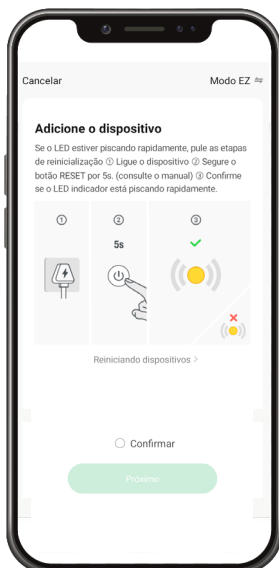 Cancelar Modo EZ ⇋
Adicione o dispositivo
Se o LED estiver piscando rapidamente, pule as etapas
de reinicialização ① Ligue o dispositivo ② Segure o
botão RESET por 5s. (consulte o manual) ③ Confirme
se o LED indicador está piscando rapidamente.
① ② ③
5s
Reiniciando dispositivos >
Confirmar
Próximo